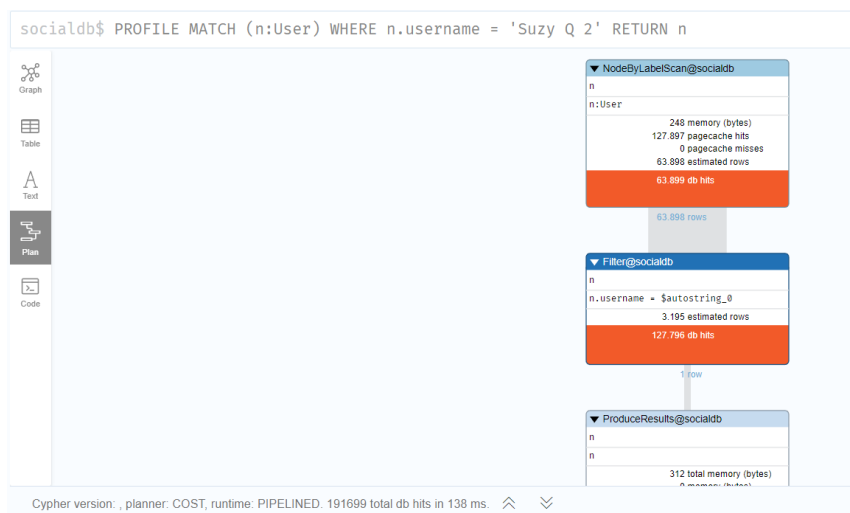 socialdb$ PROFILE MATCH (n:User) WHERE n.username = 'Suzy Q 2' RETURN n
Graph
Table
A
Text
Plan
Code
NodeByLabelScan@socialdb
n
n:User
248 memory (bytes)
127.897 pagecache hits
0 pagecache misses
63.898 estimated rows
63.899 db hits
63.898 rows
Filter@socialdb
n
n.username = $autostring_0
3.195 estimated rows
127.796 db hits
1 row
ProduceResults@socialdb
n
n
312 total memory (bytes)
0 memory (bytes)
Cypher version: , planner: COST, runtime: PIPELINED. 191699 total db hits in 138 ms.